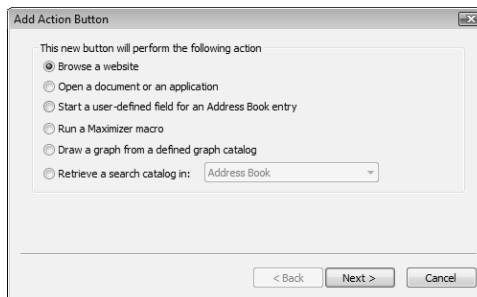 Add Action Button
This new button will perform the following action
Browse a website
Open a document or an application
Start a user-defined field for an Address Book entry
Run a Maximizer macro
Draw a graph from a defined graph catalog
Retrieve a search catalog in: Address Book
< Back Next > Cancel